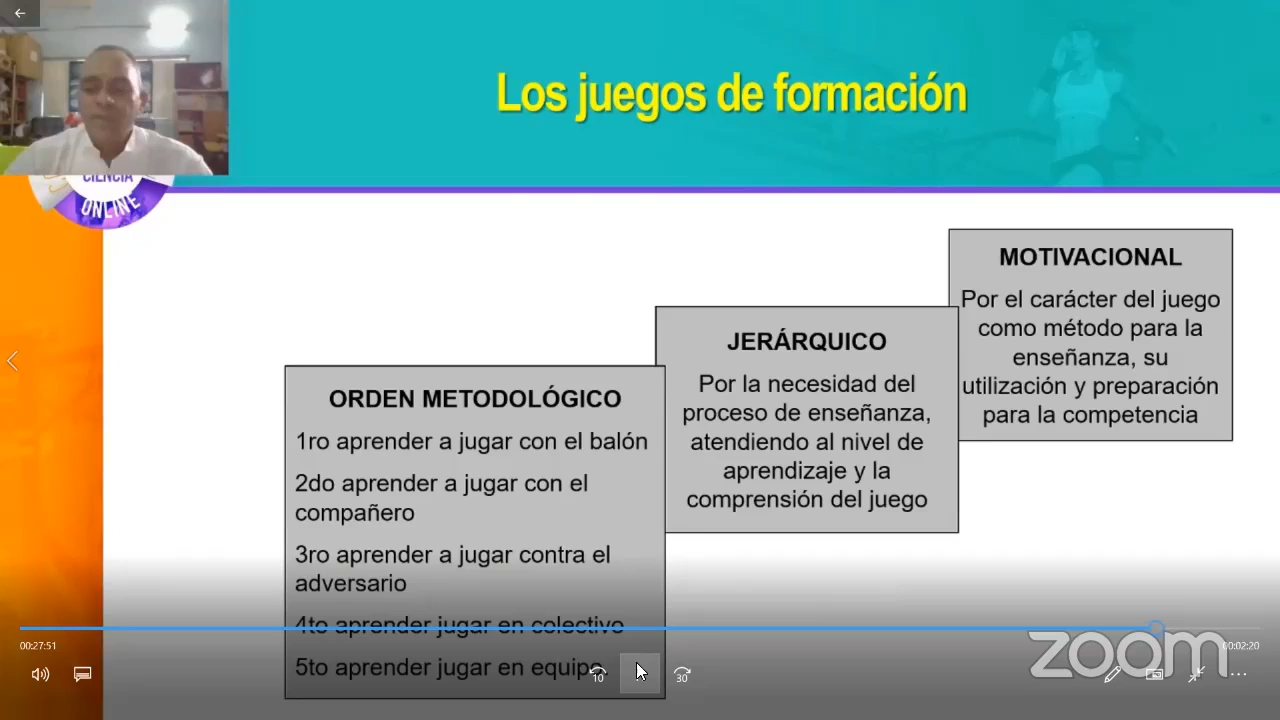 Los juegos de formación
CIENCIA
ONLINE
MOTIVACIONAL
Por el carácter del juego
como método para la
enseñanza, su
utilización y preparación
para la competencia
JERÁRQUICO
Por la necesidad del
proceso de enseñanza,
atendiendo al nivel de
aprendizaje y la
comprensión del juego
ORDEN METODOLÓGICO
1ro aprender a jugar con el balón
2do aprender a jugar con el
compañero
3ro aprender a jugar contra el
adversario
4to aprender jugar en colectivo
5to aprender jugar en equipo
00:27:51
00:02:20
zoom
10
30